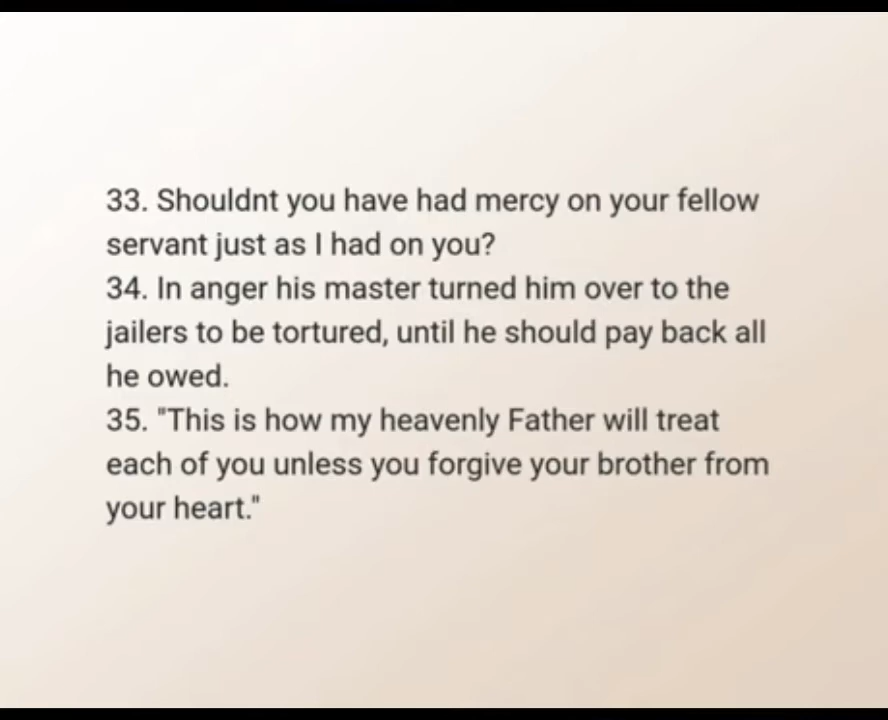 33. Shouldnt you have had mercy on your fellow
servant just as I had on you?
34. In anger his master turned him over to the
jailers to be tortured, until he should pay back all
he owed.
35. "This is how my heavenly Father will treat
each of you unless you forgive your brother from
your heart."